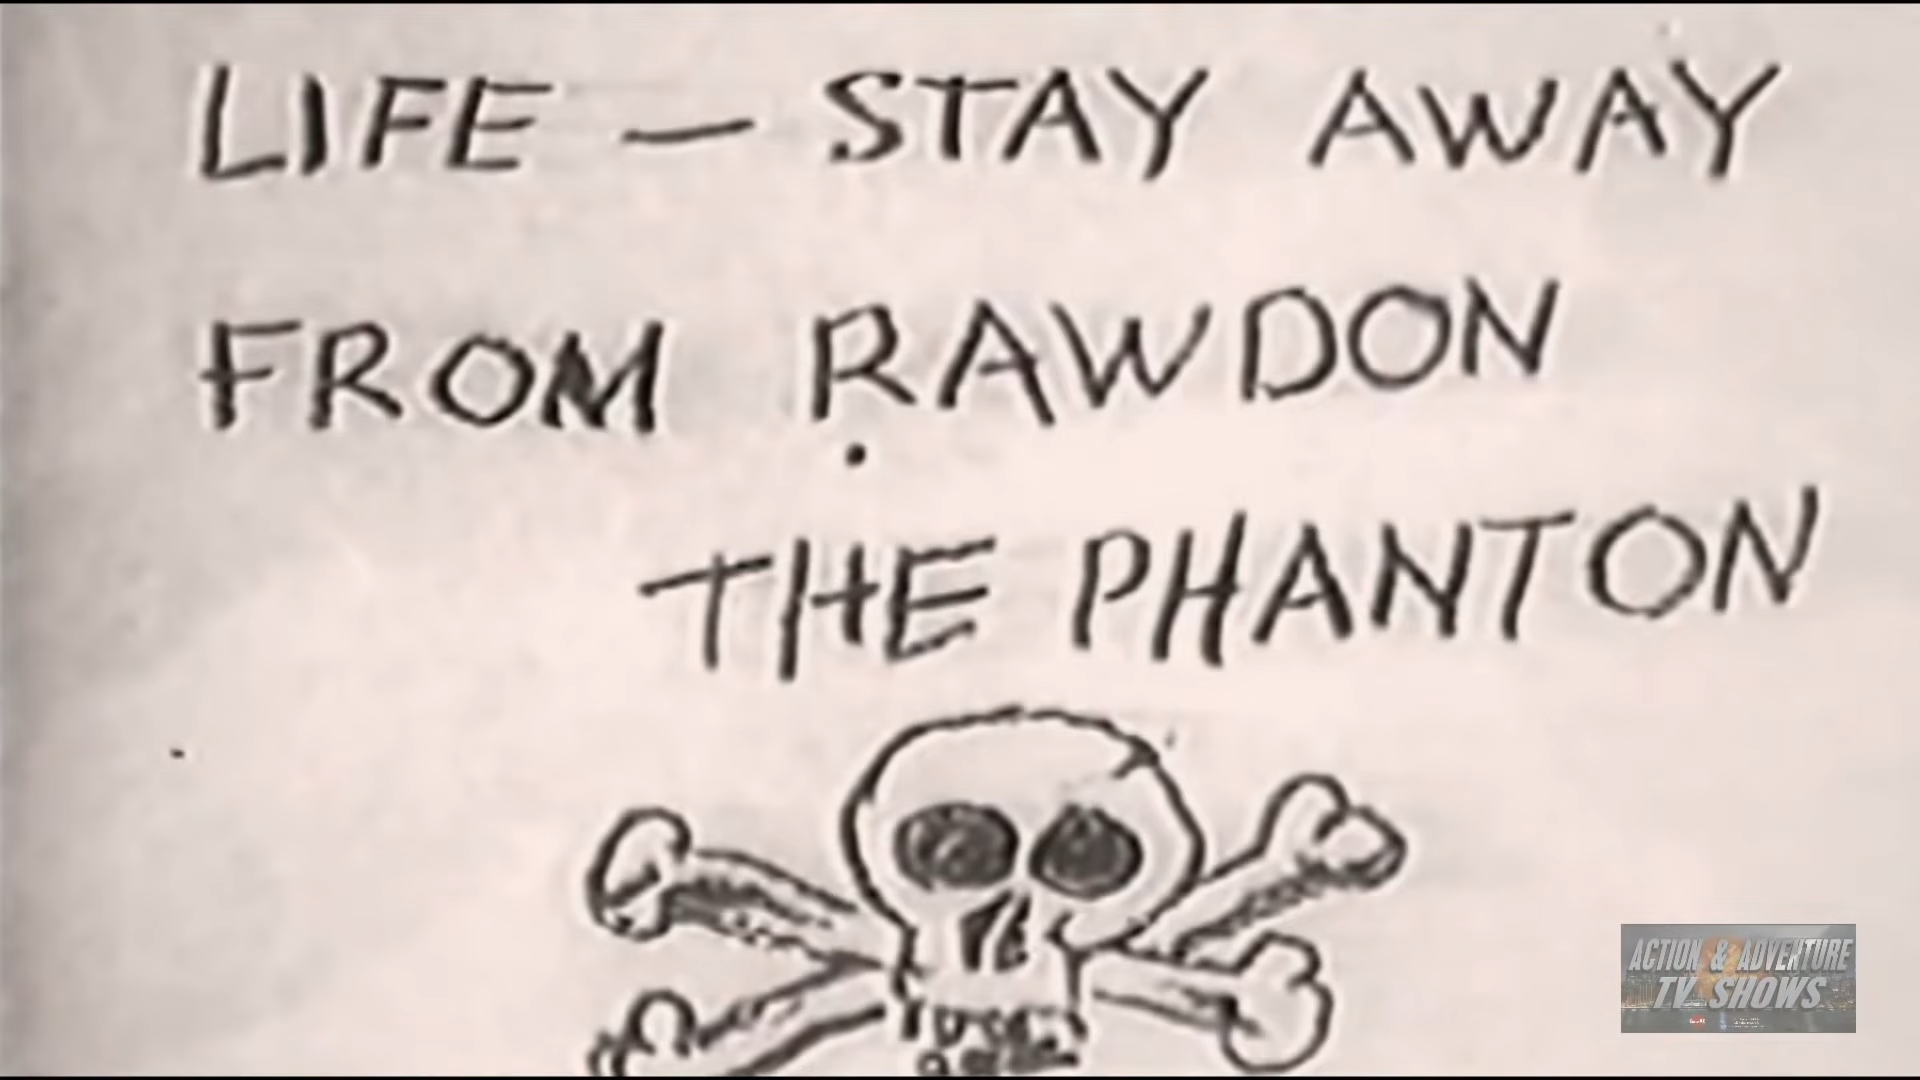 LIFE — STAY AWAY
FROM RAWDON
THE PHANTON
ACTION & ADVENTURE
TV SHOWS